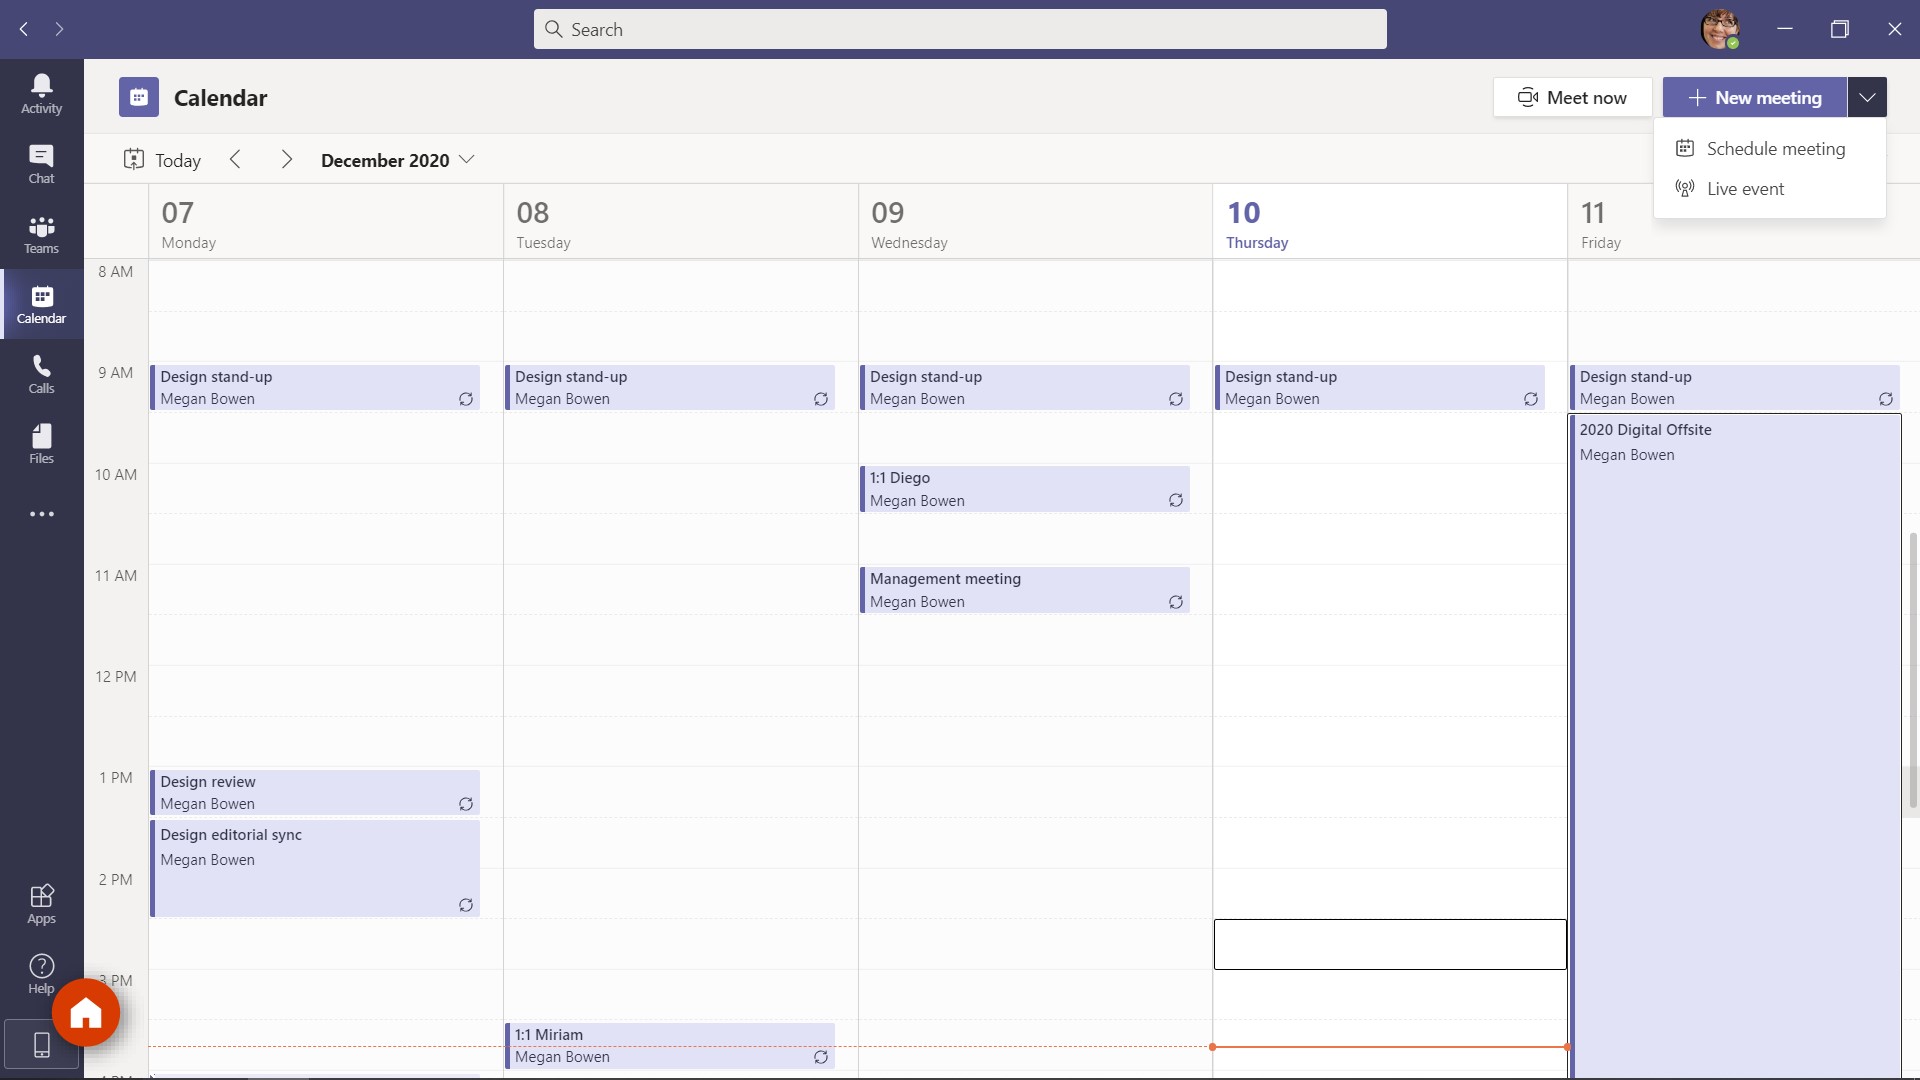 Search
Activity
Chat
Teams
Calendar
Calls
Files
Apps
Help
Calendar
Meet now
New meeting
Schedule meeting
Live event
Today
December 2020
07
Monday
08
Tuesday
09
Wednesday
10
Thursday
11
Friday
8 AM
9 AM
10 AM
11 AM
12 PM
1 PM
2 PM
3 PM
Design stand-up
Megan Bowen
Design review
Megan Bowen
Design editorial sync
Megan Bowen
Design stand-up
Megan Bowen
1:1 Miriam
Megan Bowen
Design stand-up
Megan Bowen
1:1 Diego
Megan Bowen
Management meeting
Megan Bowen
Design stand-up
Megan Bowen
Design stand-up
Megan Bowen
2020 Digital Offsite
Megan Bowen